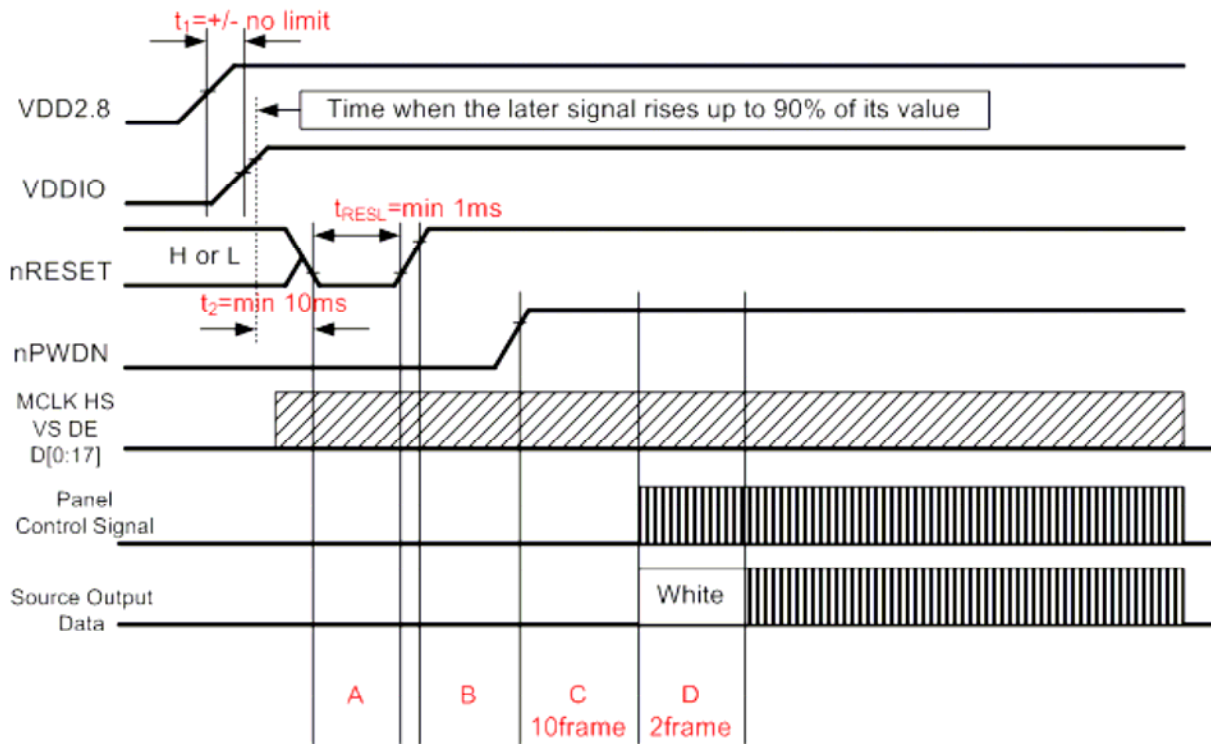 t₁=+/- no limit
VDD2.8
Time when the later signal rises up to 90% of its value
VDDIO
tRESL=min 1ms
H or L
nRESET
t₂=min 10ms
nPWDN
MCLK HS
VS DE
D[0:17]
Panel
Control Signal
Source Output
Data
White
A
B
C
10frame
D
2frame